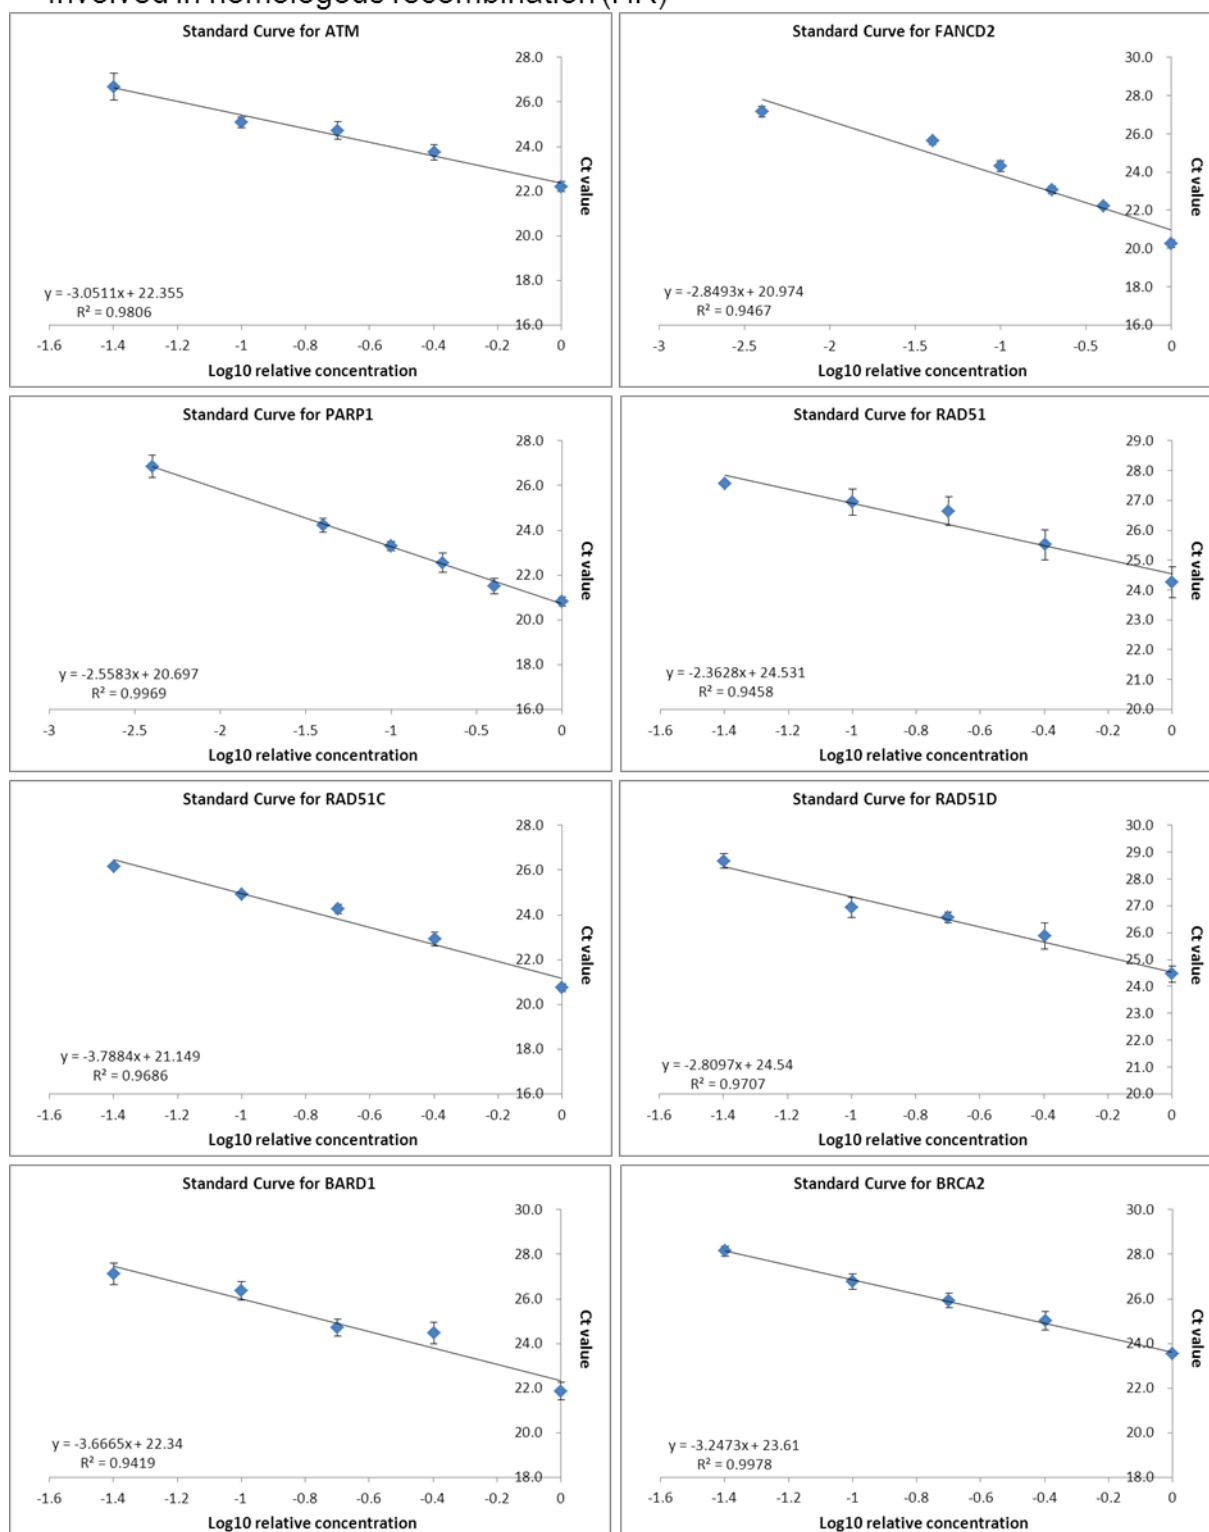 involved in homologous recombination (HR)
Standard Curve for ATM
28.0
26.0
24.0
22.0
20.0
18.0
16.0
Ct value
y = -3.0511x + 22.355
R² = 0.9806
-1.6 -1.4 -1.2 -1 -0.8 -0.6 -0.4 -0.2 0
Log10 relative concentration
Standard Curve for FANCD2
30.0
28.0
26.0
24.0
22.0
20.0
18.0
16.0
Ct value
y = -2.8493x + 20.974
R² = 0.9467
-3 -2.5 -2 -1.5 -1 -0.5 0
Log10 relative concentration
Standard Curve for PARP1
28.0
26.0
24.0
22.0
20.0
18.0
16.0
Ct value
y = -2.5583x + 20.697
R² = 0.9969
-3 -2.5 -2 -1.5 -1 -0.5 0
Log10 relative concentration
Standard Curve for RAD51
29.0
28.0
27.0
26.0
25.0
24.0
23.0
22.0
21.0
20.0
Ct value
y = -2.3628x + 24.531
R² = 0.9458
-1.6 -1.4 -1.2 -1 -0.8 -0.6 -0.4 -0.2 0
Log10 relative concentration
Standard Curve for RAD51C
28.0
26.0
24.0
22.0
20.0
18.0
16.0
Ct value
y = -3.7884x + 21.149
R² = 0.9686
-1.6 -1.4 -1.2 -1 -0.8 -0.6 -0.4 -0.2 0
Log10 relative concentration
Standard Curve for RAD51D
30.0
29.0
28.0
27.0
26.0
25.0
24.0
23.0
22.0
21.0
20.0
Ct value
y = -2.8097x + 24.54
R² = 0.9707
-1.6 -1.4 -1.2 -1 -0.8 -0.6 -0.4 -0.2 0
Log10 relative concentration
Standard Curve for BARD1
30.0
28.0
26.0
24.0
22.0
20.0
18.0
Ct value
y = -3.6665x + 22.34
R² = 0.9419
-1.6 -1.4 -1.2 -1 -0.8 -0.6 -0.4 -0.2 0
Log10 relative concentration
Standard Curve for BRCA2
30.0
28.0
26.0
24.0
22.0
20.0
18.0
Ct value
y = -3.2473x + 23.61
R² = 0.9978
-1.6 -1.4 -1.2 -1 -0.8 -0.6 -0.4 -0.2 0
Log10 relative concentration